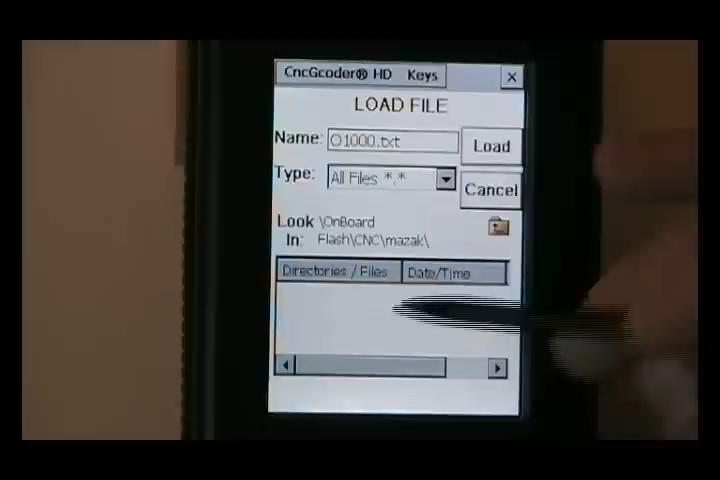 CncGcoder® HD Keys
LOAD FILE
Name: O1000.txt Load
Type: All Files *.* Cancel
Look \OnBoard
In: Flash\CNC\mazak\
Directories / Files Date/Time